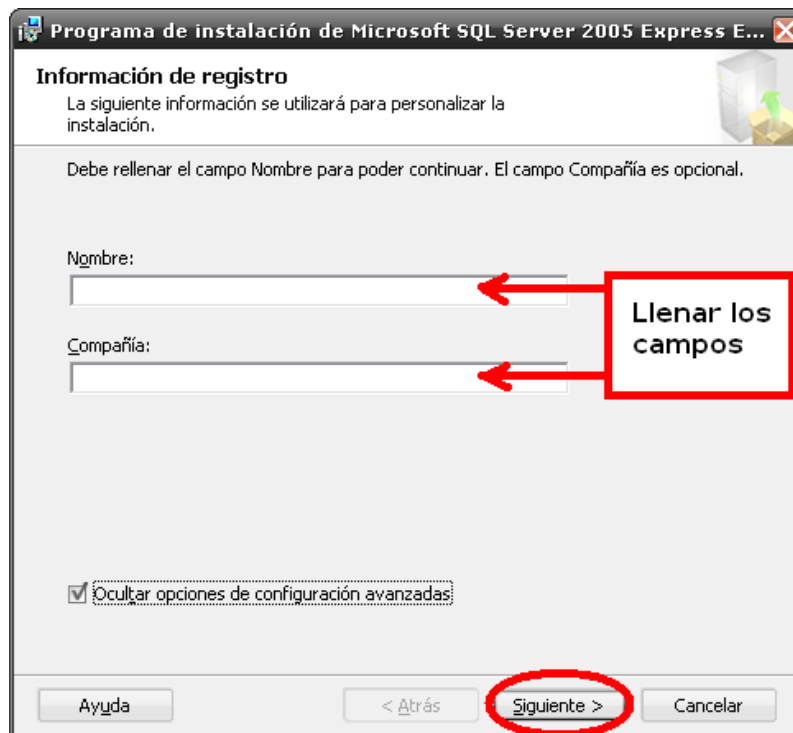 Programa de instalación de Microsoft SQL Server 2005 Express E...
Información de registro
La siguiente información se utilizará para personalizar la
instalación.
Debe rellenar el campo Nombre para poder continuar. El campo Compañía es opcional.
Nombre:
Llenar los
campos
Compañía:
Ocultar opciones de configuración avanzadas
Ayuda
< Atrás
Siguiente >
Cancelar